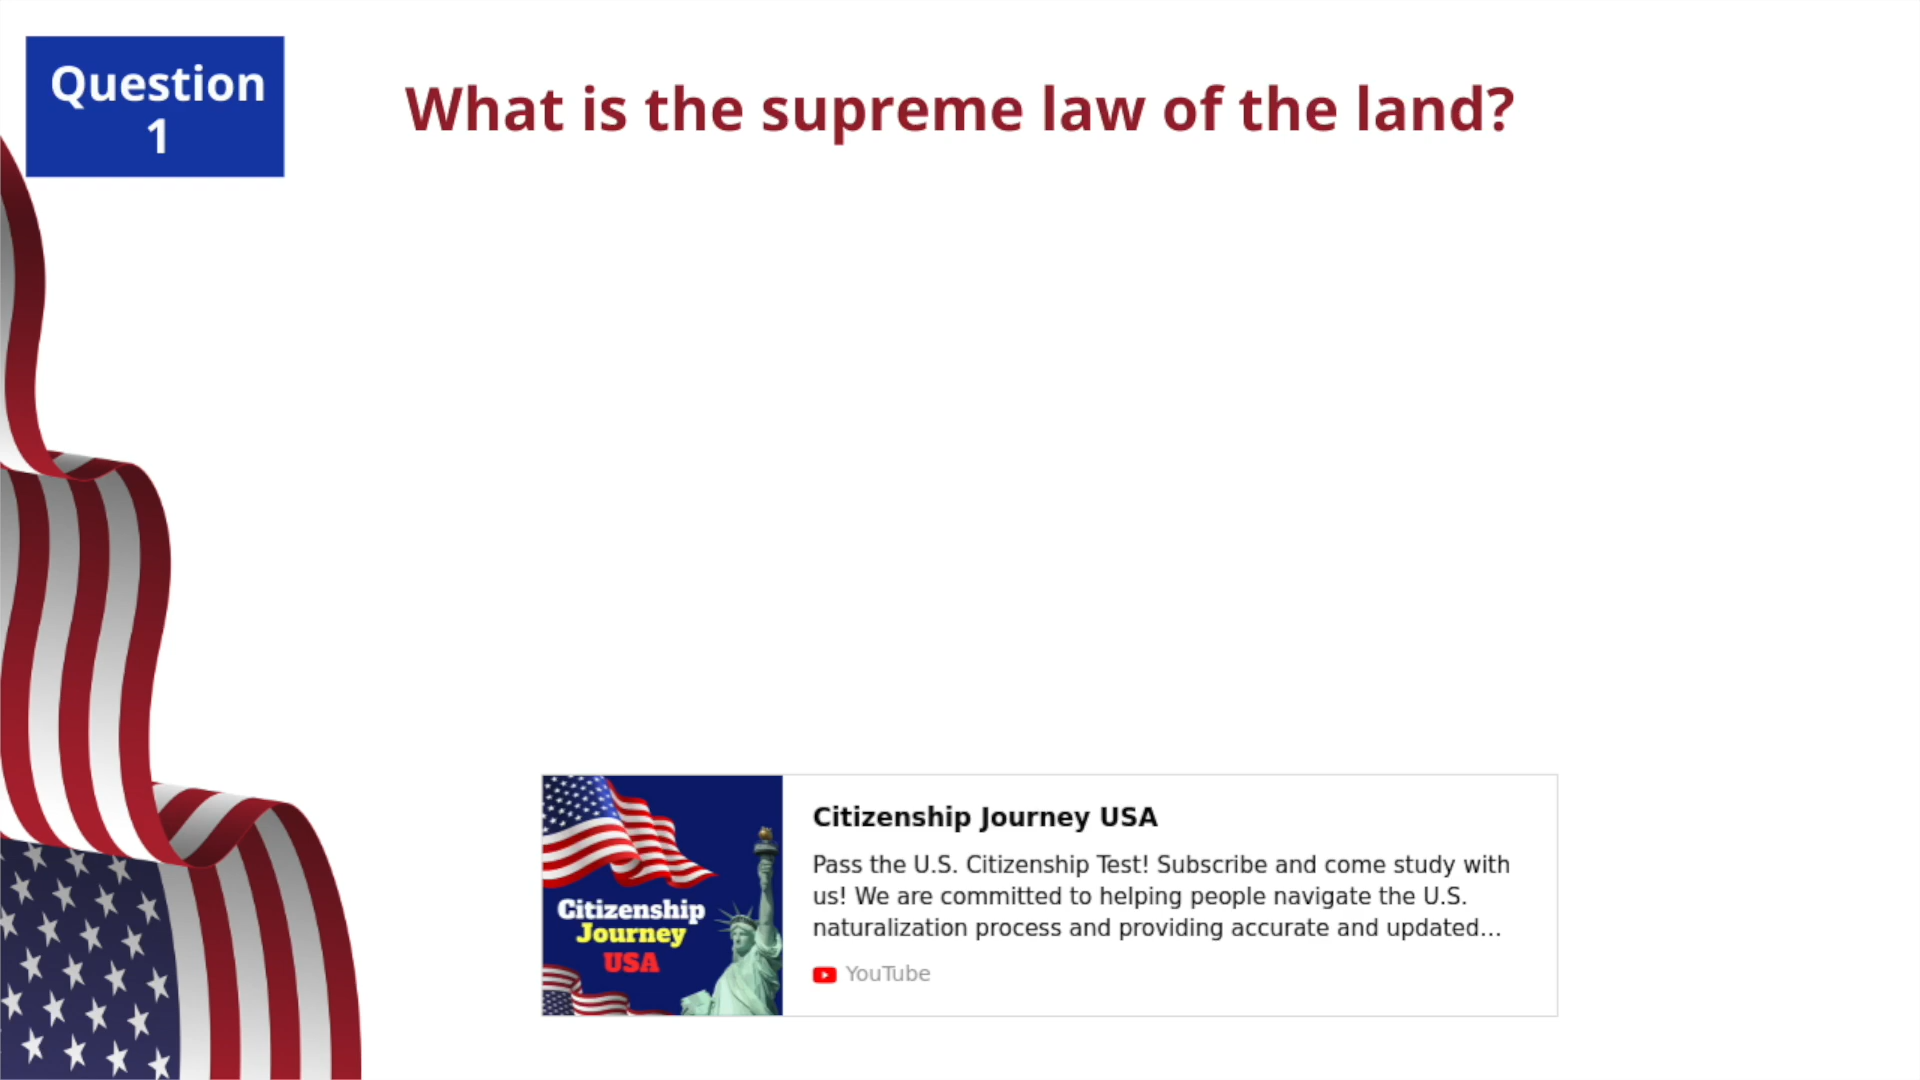 Question
1
What is the supreme law of the land?
Citizenship
Journey
USA
Citizenship Journey USA
Pass the U.S. Citizenship Test! Subscribe and come study with
us! We are committed to helping people navigate the U.S.
naturalization process and providing accurate and updated...
YouTube